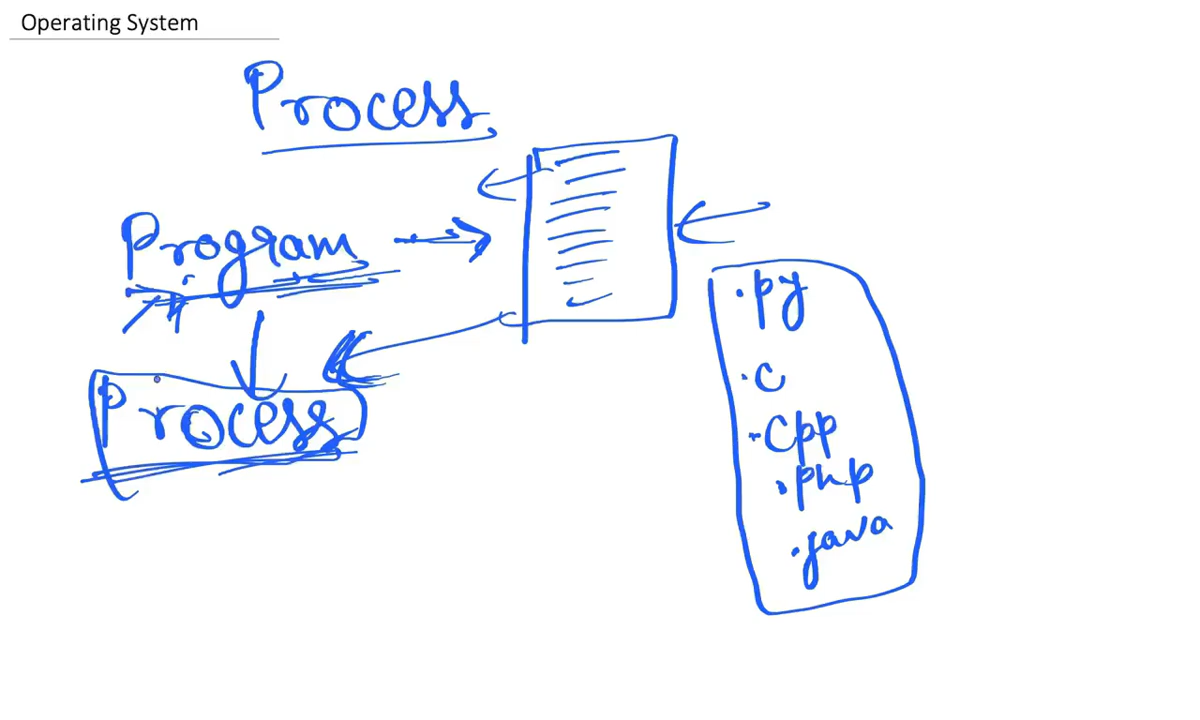 Operating System
Process
Program
.py
.c
.cpp
Process
.php
.java